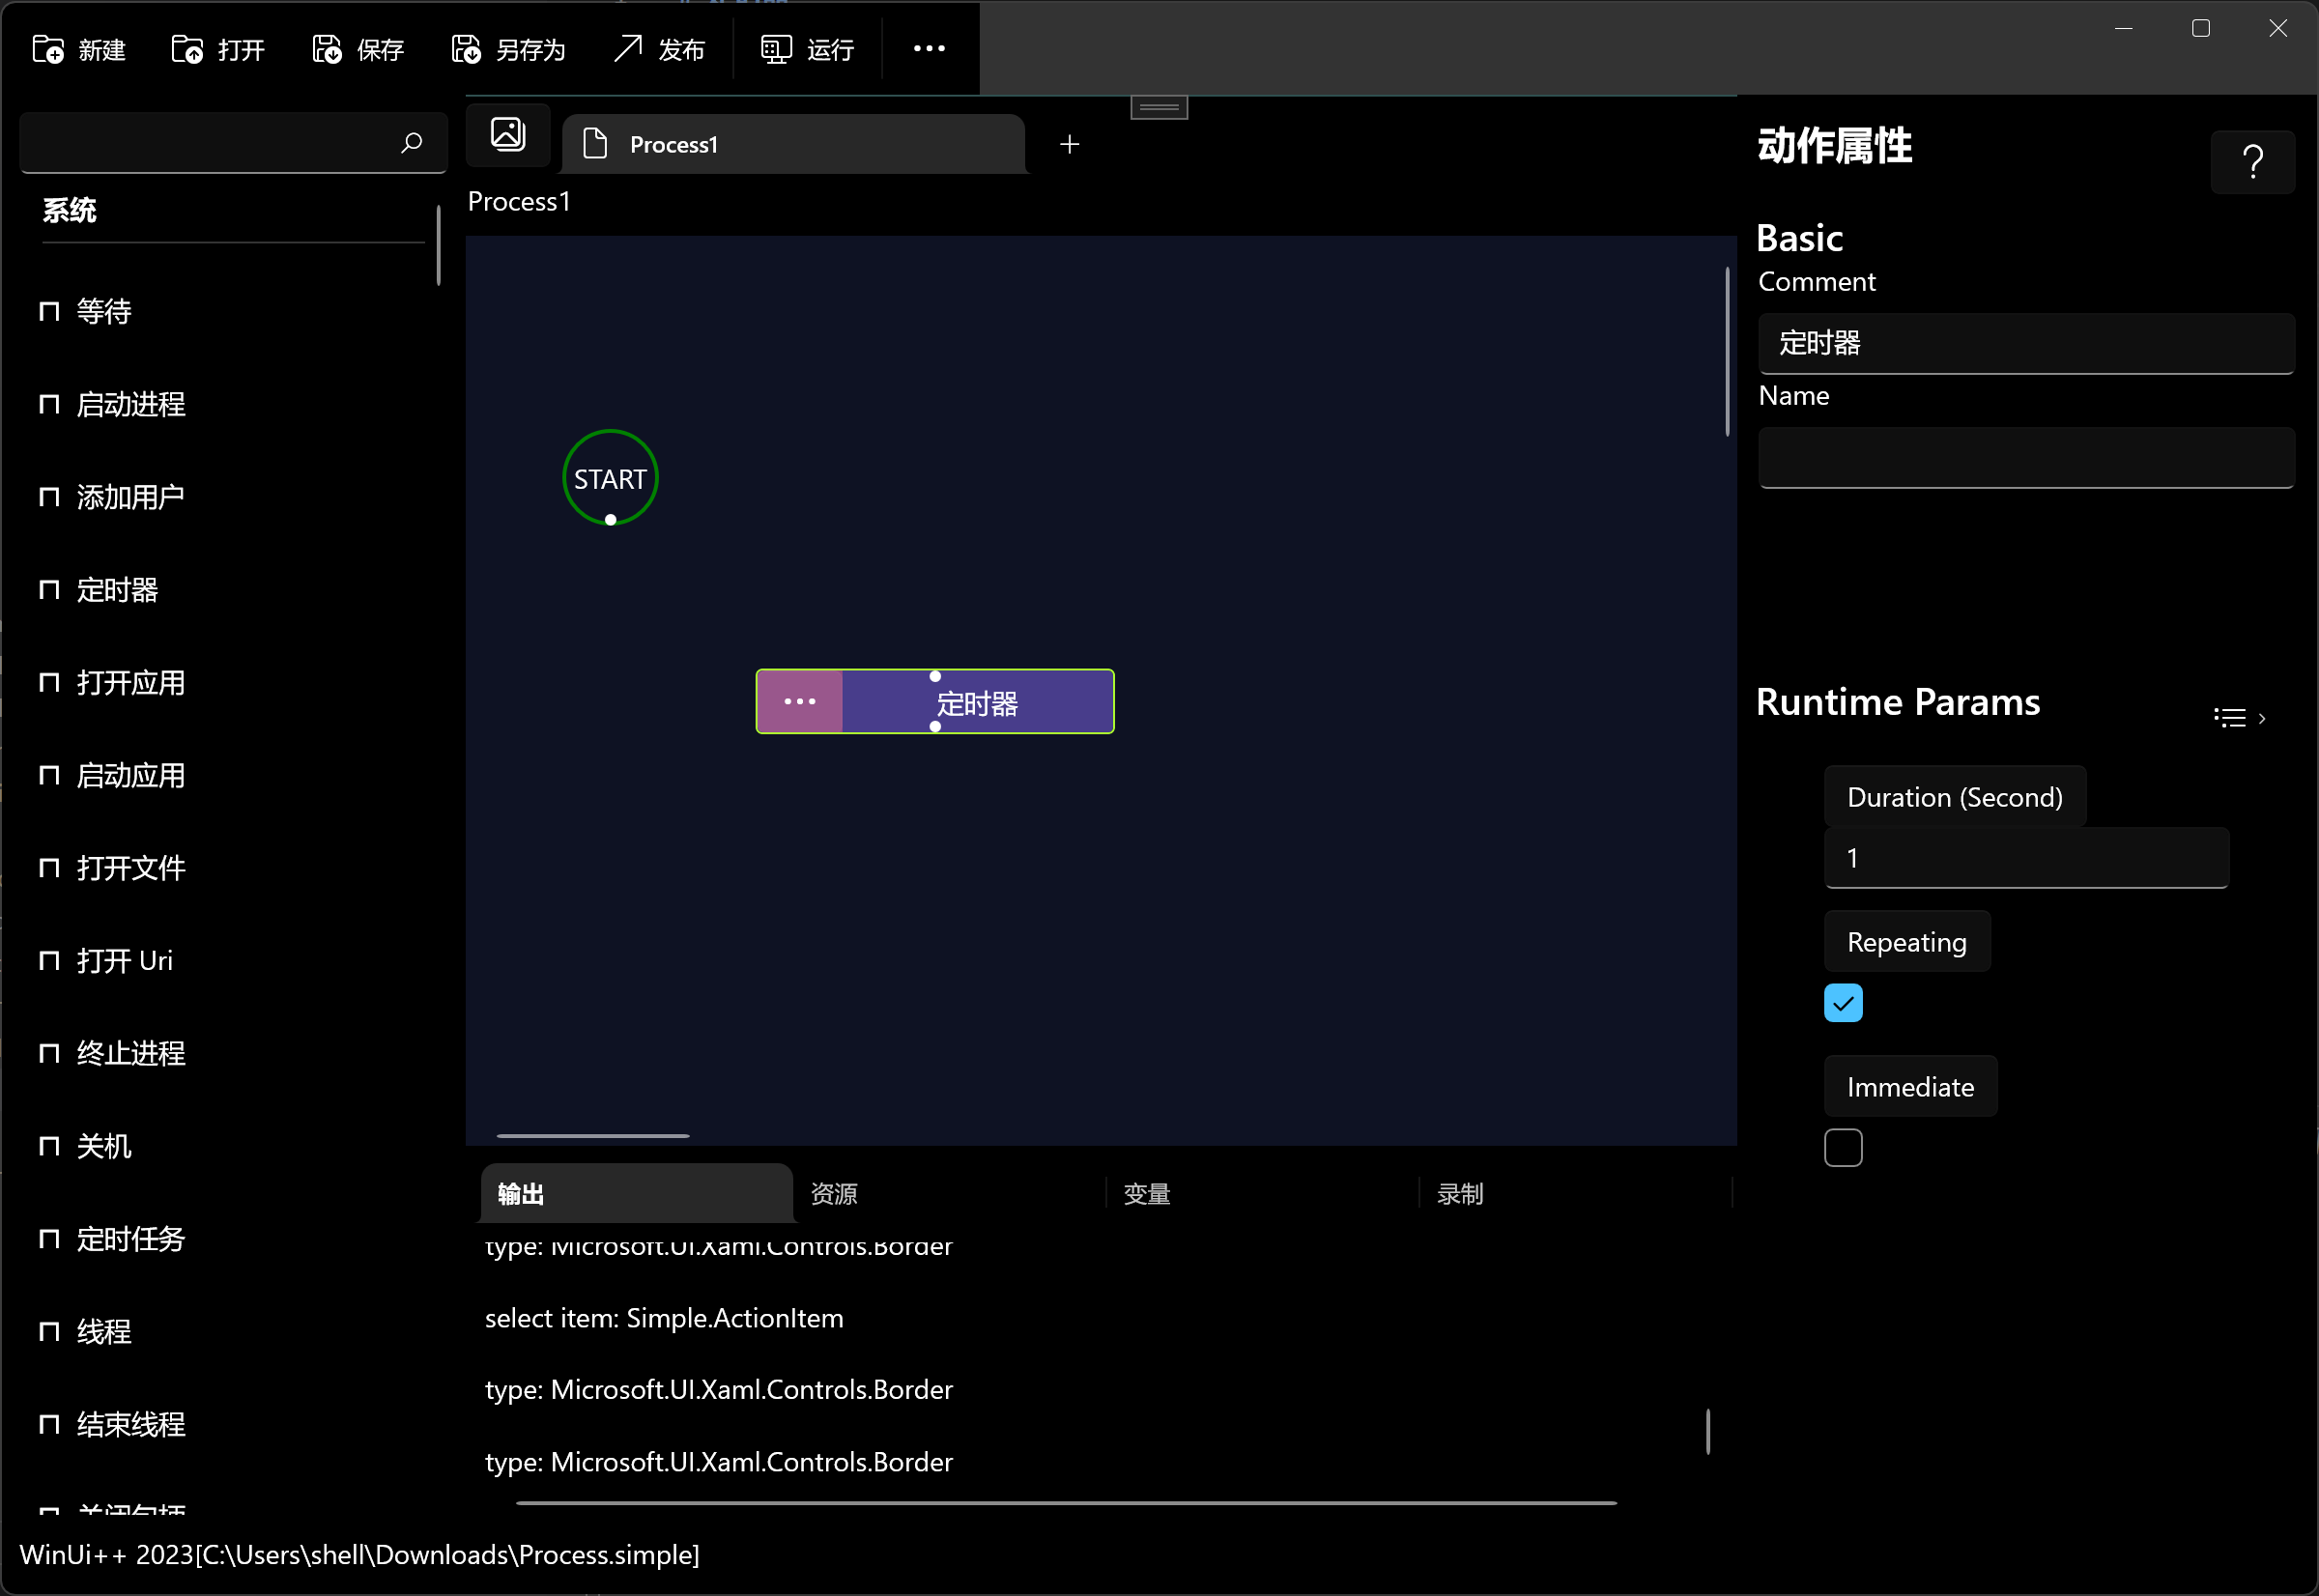 新建
打开
保存
另存为
发布
运行
Process1
Process1
系统
等待
启动进程
添加用户
定时器
打开应用
启动应用
打开文件
打开 Uri
终止进程
关机
定时任务
线程
结束线程
关闭句柄
START
定时器
输出
资源
变量
录制
type: Microsoft.UI.Xaml.Controls.Border
select item: Simple.ActionItem
type: Microsoft.UI.Xaml.Controls.Border
type: Microsoft.UI.Xaml.Controls.Border
动作属性
?
Basic
Comment
定时器
Name
Runtime Params
Duration (Second)
1
Repeating
Immediate
WinUi++ 2023[C:\Users\shell\Downloads\Process.simple]